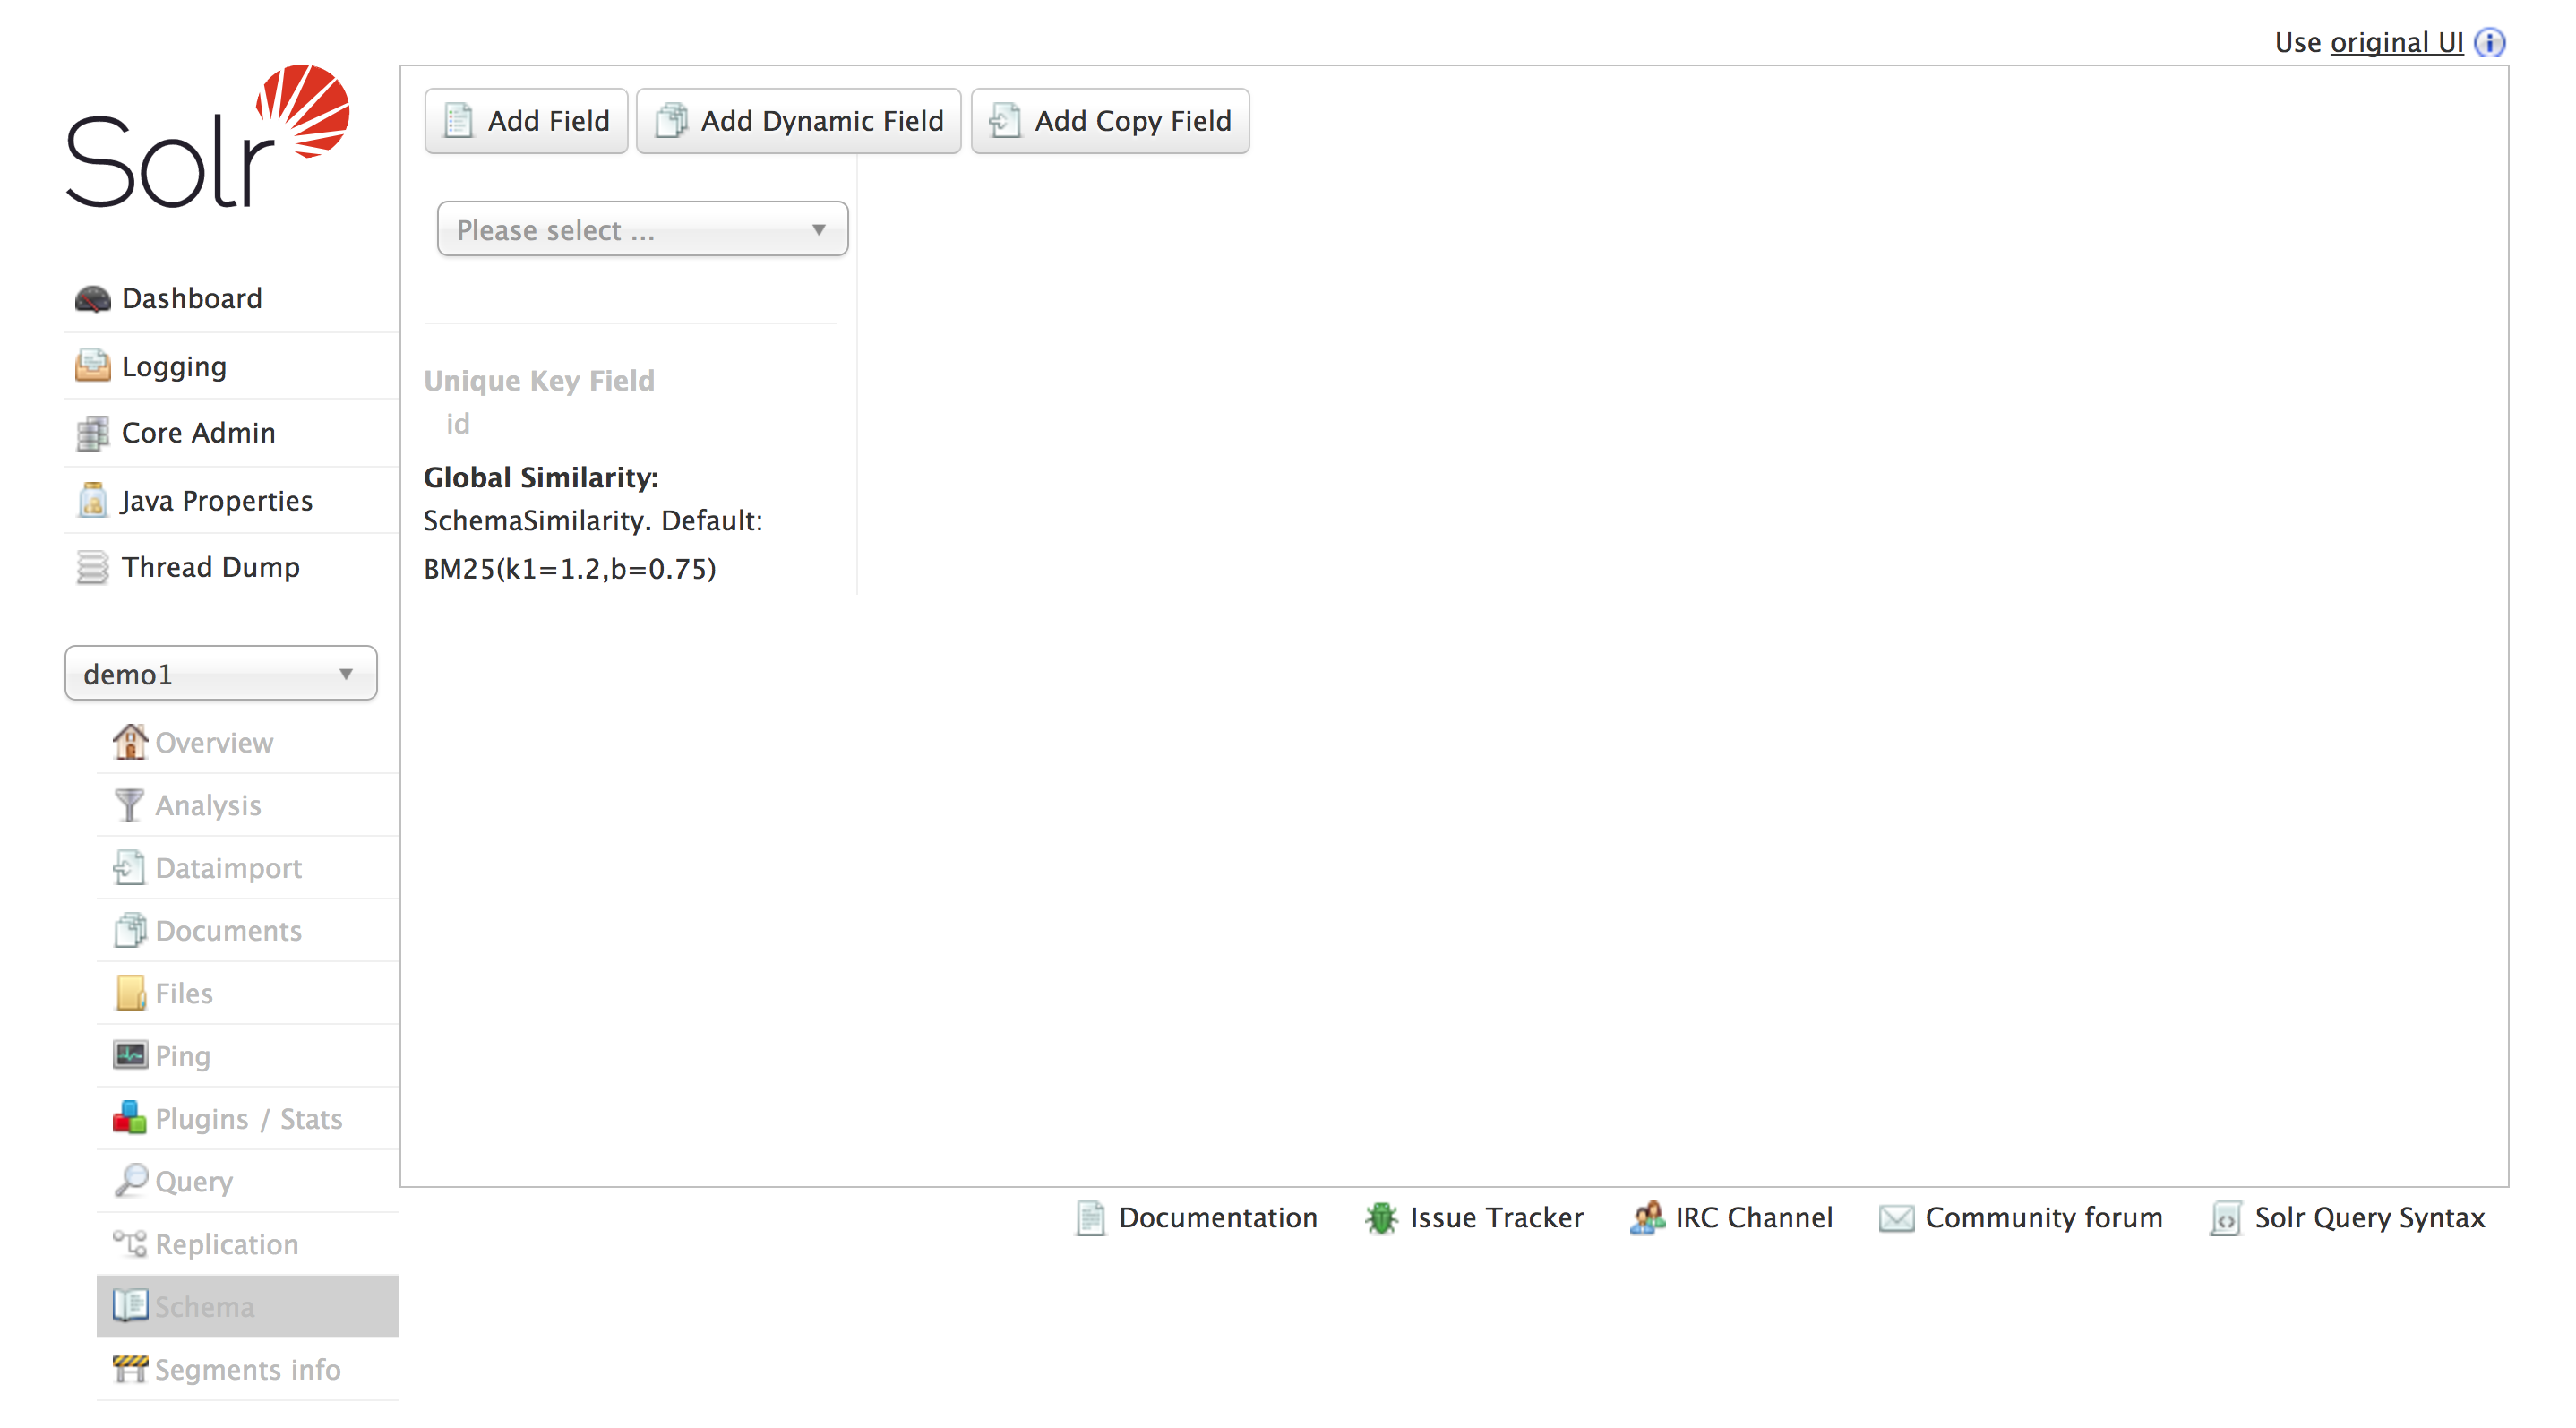 Use original UI
Solr
Add Field
Add Dynamic Field
Add Copy Field
Please select ...
Unique Key Field
id
Global Similarity:
SchemaSimilarity. Default:
BM25(k1=1.2,b=0.75)
Dashboard
Logging
Core Admin
Java Properties
Thread Dump
demo1
Overview
Analysis
Dataimport
Documents
Files
Ping
Plugins / Stats
Query
Replication
Schema
Segments info
Documentation
Issue Tracker
IRC Channel
Community forum
Solr Query Syntax